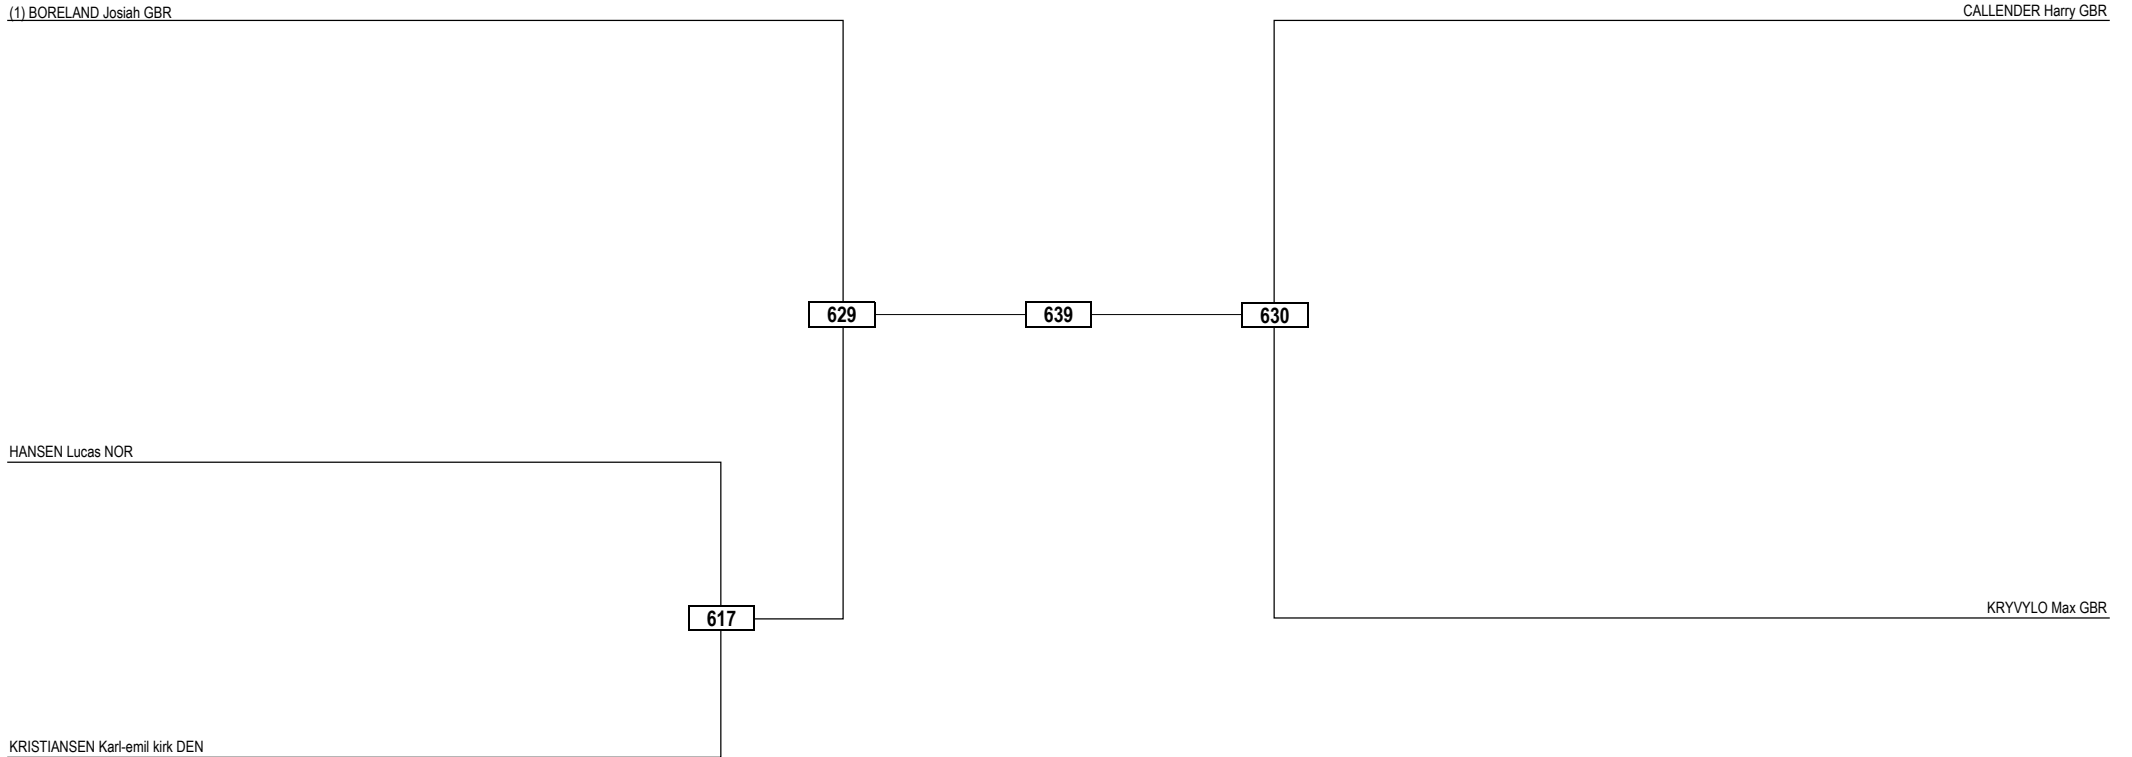 (1) BORELAND Josiah GBR
CALLENDER Harry GBR
629
639
630
HANSEN Lucas NOR
617
KRYVYLO Max GBR
KRISTIANSEN Karl-emil kirk DEN